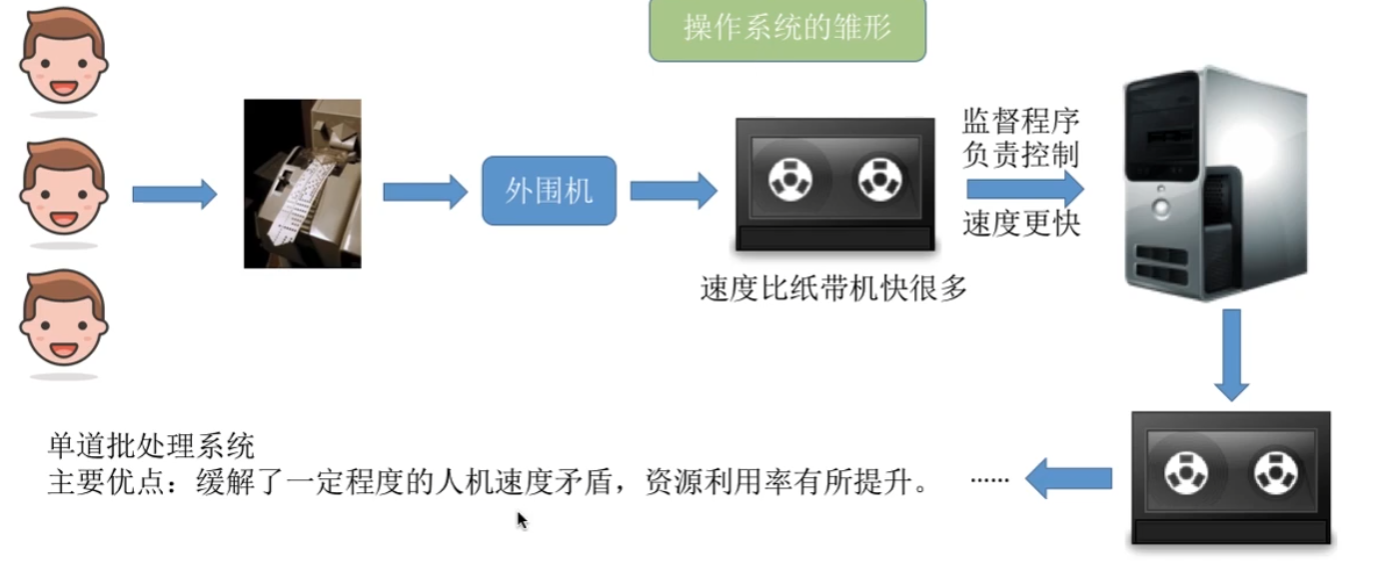 操作系统的雏形
外围机
监督程序
负责控制
速度更快
速度比纸带机快很多
单道批处理系统
主要优点：缓解了一定程度的人机速度矛盾，资源利用率有所提升。
......